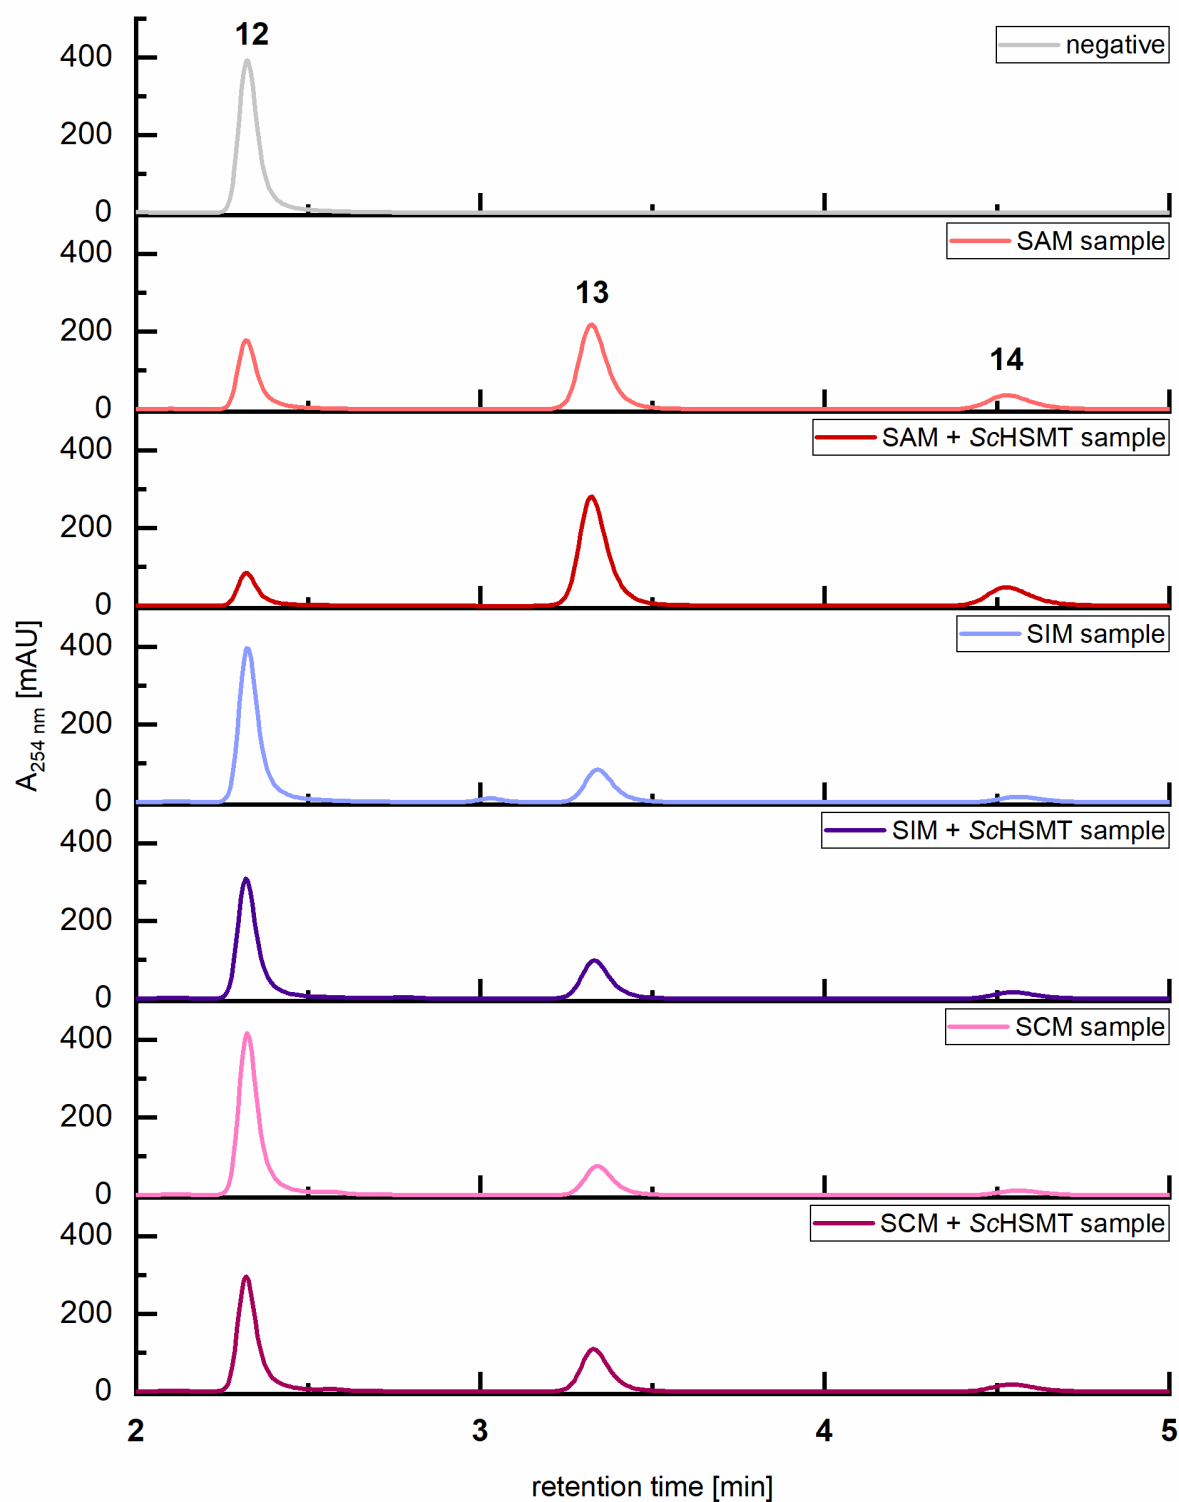 12
negative
400
200
0
SAM sample
400
13
200
14
0
SAM + ScHSMT sample
400
200
0
SIM sample
400
200
0
SIM + ScHSMT sample
400
200
0
SCM sample
400
200
0
SCM + ScHSMT sample
400
200
0
A254 nm [mAU]
2 3 4 5
retention time [min]